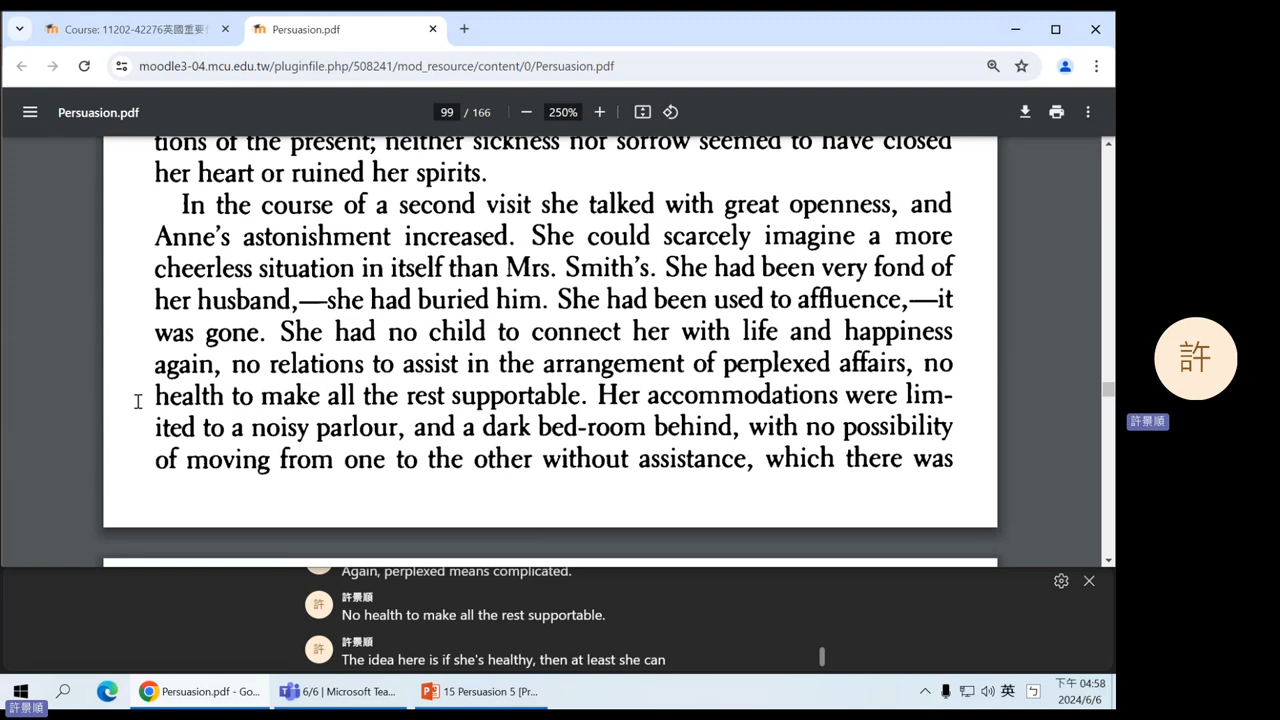 Course: 11202-42276英國重要作
Persuasion.pdf
moodle3-04.mcu.edu.tw/pluginfile.php/508241/mod_resource/content/0/Persuasion.pdf
Persuasion.pdf
99 / 166
250%
tions of the present; neither sickness nor sorrow seemed to have closed
her heart or ruined her spirits.
In the course of a second visit she talked with great openness, and
Anne's astonishment increased. She could scarcely imagine a more
cheerless situation in itself than Mrs. Smith's. She had been very fond of
her husband,—she had buried him. She had been used to affluence,—it
was gone. She had no child to connect her with life and happiness
again, no relations to assist in the arrangement of perplexed affairs, no
health to make all the rest supportable. Her accommodations were lim-
ited to a noisy parlour, and a dark bed-room behind, with no possibility
of moving from one to the other without assistance, which there was
許
許景順
Again, perplexed means complicated.
許
許景順
No health to make all the rest supportable.
許
許景順
The idea here is if she's healthy, then at least she can
Persuasion.pdf - Go...
6/6 | Microsoft Tea...
15 Persuasion 5 [Pr...
英
下午 04:58
2024/6/6
許景順